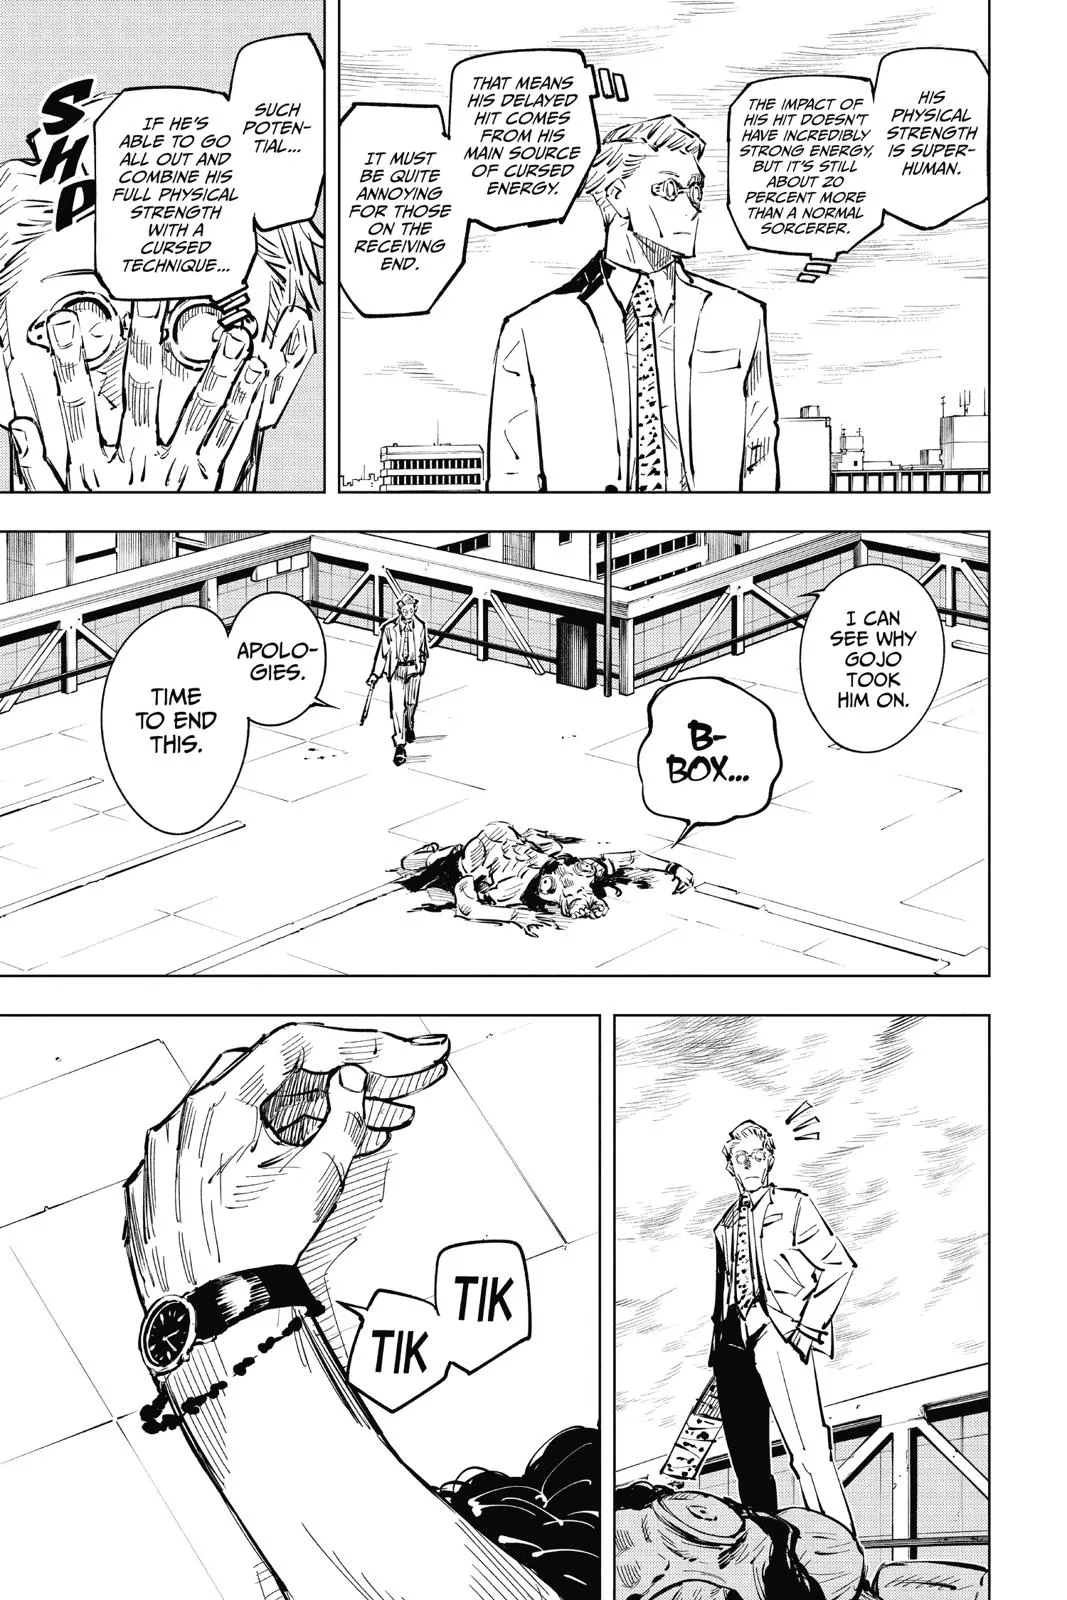 HIS
PHYSICAL
STRENGTH
IS SUPER-
HUMAN.
THE IMPACT OF
HIS HIT DOESN'T
HAVE INCREDIBLY
STRONG ENERGY,
BUT IT'S STILL
ABOUT 20
PERCENT MORE
THAN A NORMAL
SORCERER.
THAT MEANS
HIS DELAYED
HIT COMES
FROM HIS
MAIN SOURCE
OF CURSED
ENERGY.
IT MUST
BE QUITE
ANNOYING
FOR THOSE
ON THE
RECEIVING
END.
SUCH
POTEN-
TIAL...
IF HE'S
ABLE TO GO
ALL OUT AND
COMBINE HIS
FULL PHYSICAL
STRENGTH
WITH A
CURSED
TECHNIQUE...
SHP
I CAN
SEE WHY
GOJO
TOOK
HIM ON.
B-
BOX...
APOLO-
GIES.
TIME
TO END
THIS.
TIK
TIK